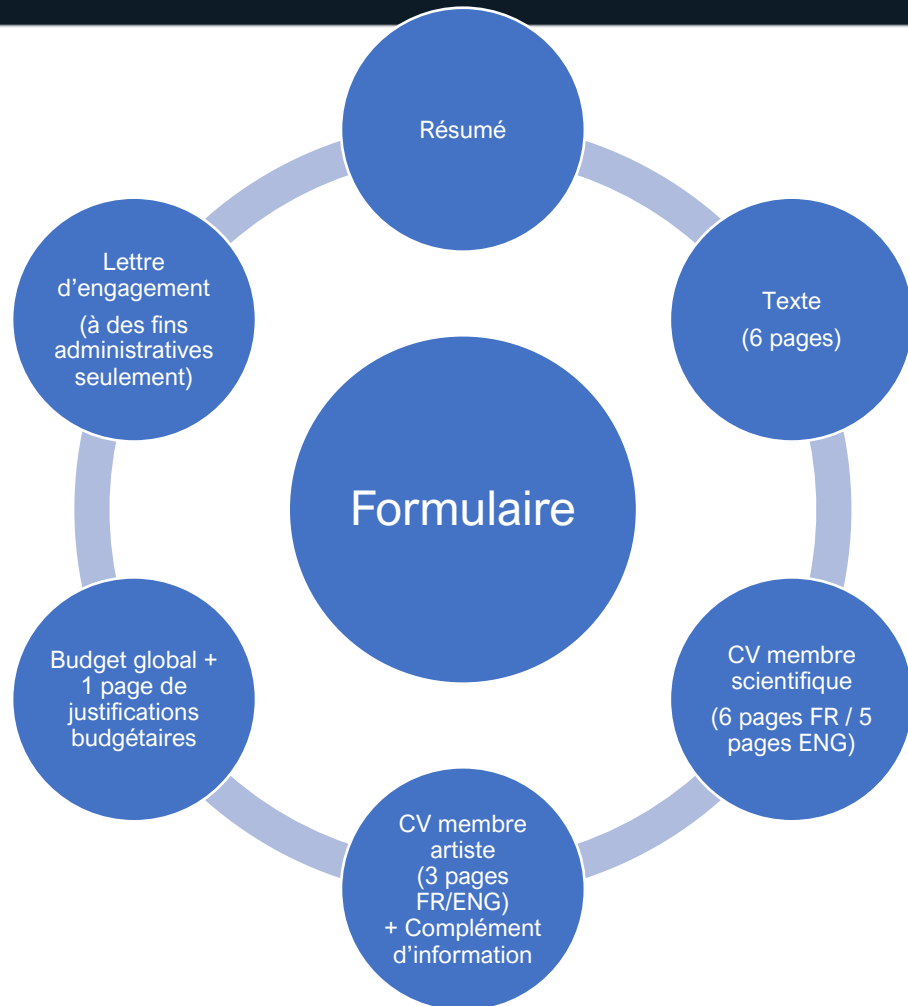 Résumé
Texte
(6 pages)
CV membre
scientifique
(6 pages FR / 5
pages ENG)
CV membre
artiste
(3 pages
FR/ENG)
+ Complément
d’information
Budget global +
1 page de
justifications
budgétaires
Lettre
d’engagement
(à des fins
administratives
seulement)
Formulaire